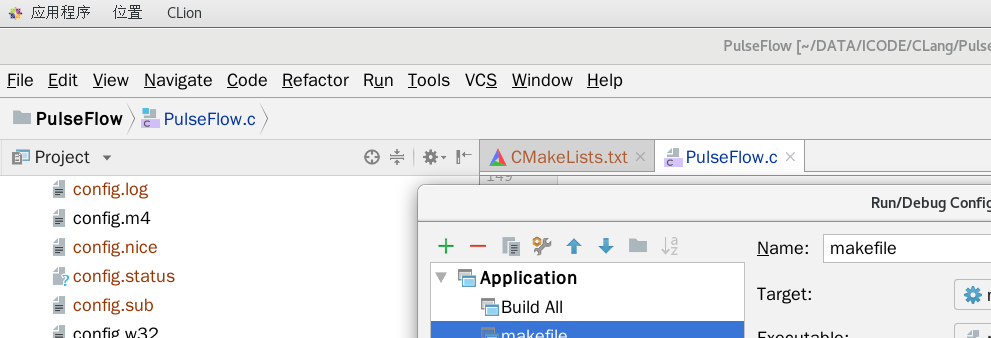 应用程序 位置 CLion
PulseFlow [~/DATA/ICODE/CLang/Pulse
File Edit View Navigate Code Refactor Run Tools VCS Window Help
PulseFlow PulseFlow.c
Project CMakeLists.txt PulseFlow.c
149
config.log
Run/Debug Config
config.m4
config.nice
Name: makefile
config.status
Application
config.sub
Target:
Build All
config.w32
makefile
Executable: